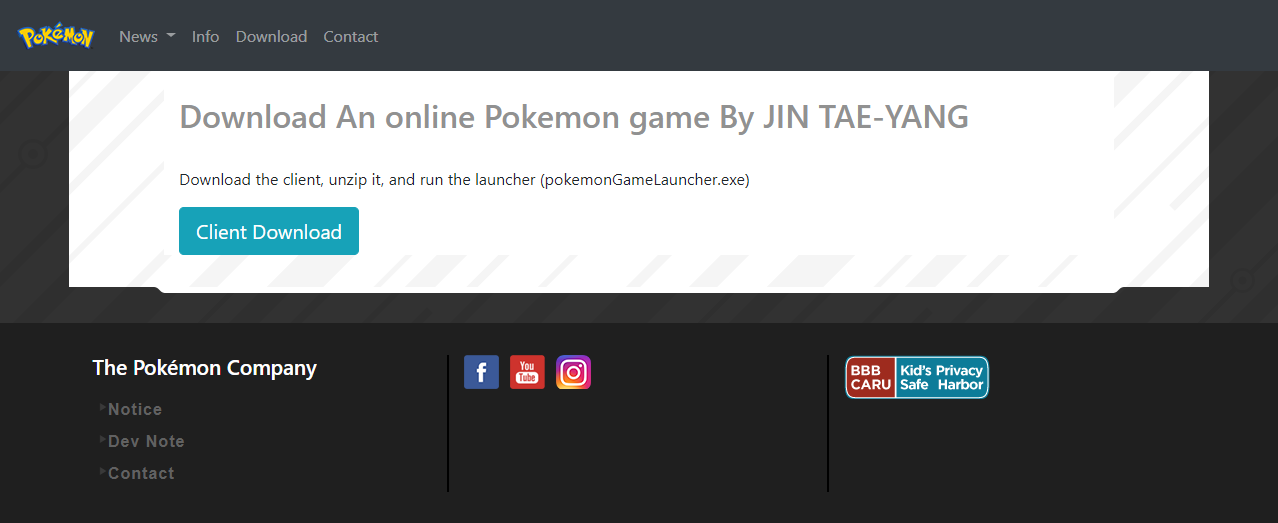 Pokémon
News
Info
Download
Contact
Download An online Pokemon game By JIN TAE-YANG
Download the client, unzip it, and run the launcher (pokemonGameLauncher.exe)
Client Download
The Pokémon Company
Notice
Dev Note
Contact
f
You
Tube
BBB
CARU
Kid's Privacy
Safe Harbor